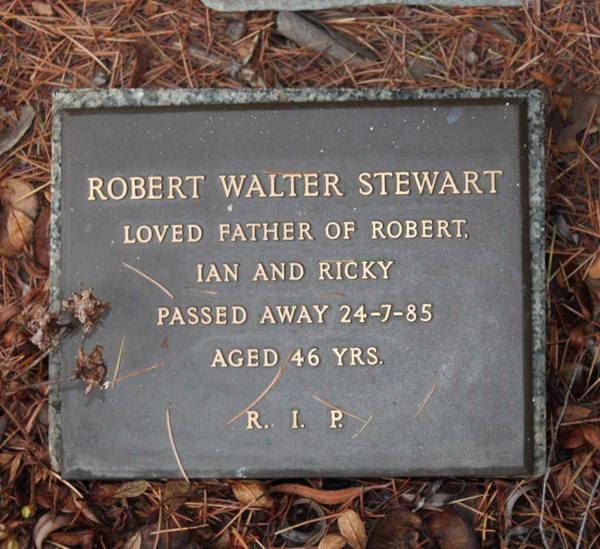 ROBERT WALTER STEWART
LOVED FATHER OF ROBERT,
IAN AND RICKY
PASSED AWAY 24-7-85
AGED 46 YRS.
R. I. P.